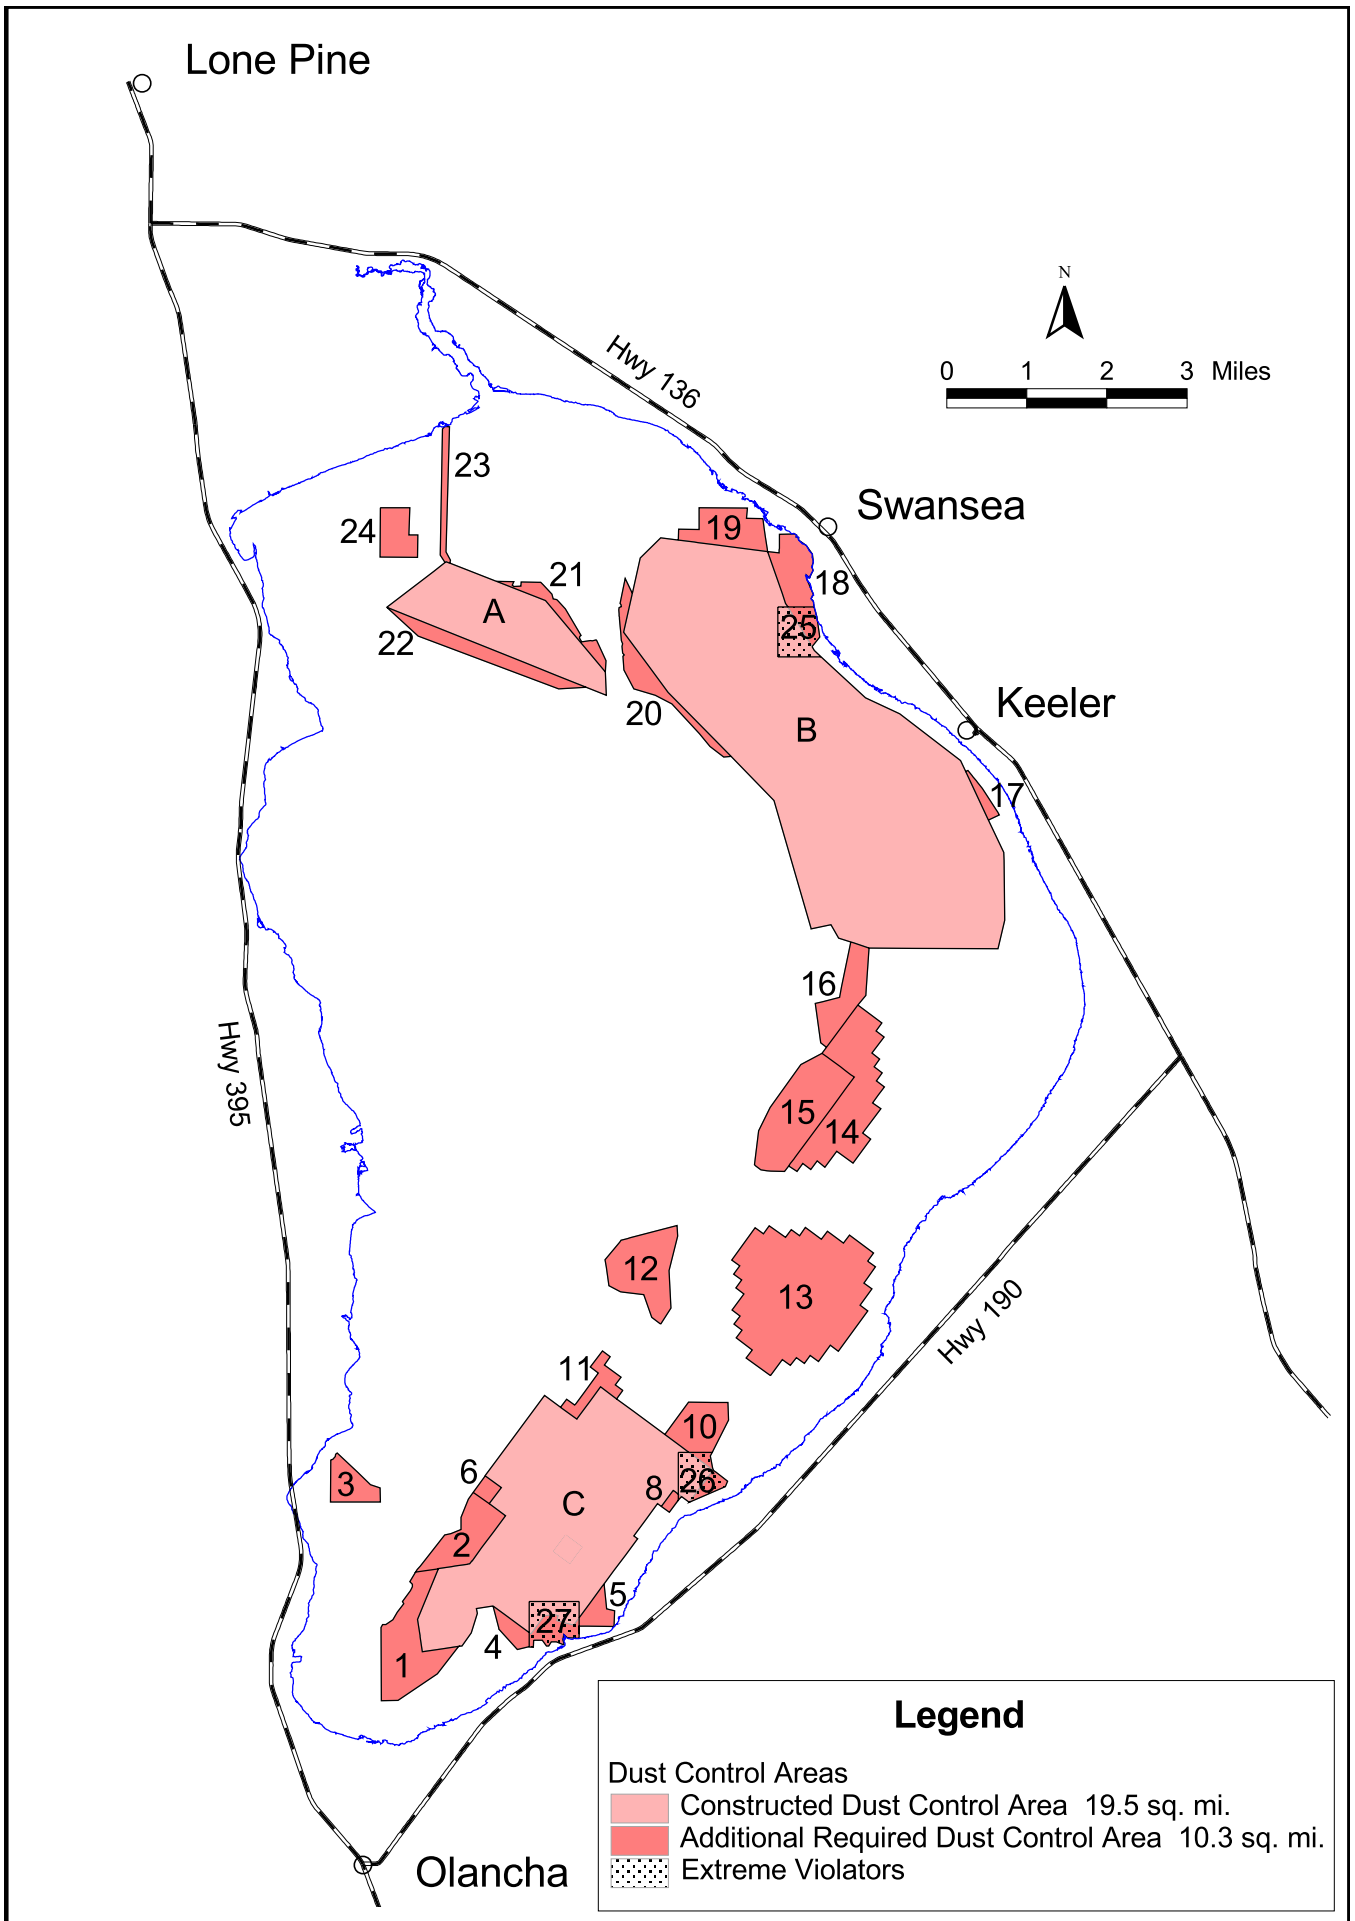 Lone Pine
N
Hwy 136
0 1 2 3 Miles
23
Swansea
24
19
21
18
A
25
22
Keeler
20
B
17
16
Hwy 395
15
14
12
13
Hwy 190
11
10
6
26
3
8
C
2
5
27
4
1
Legend
Dust Control Areas
Constructed Dust Control Area 19.5 sq. mi.
Additional Required Dust Control Area 10.3 sq. mi.
Extreme Violators
Olancha